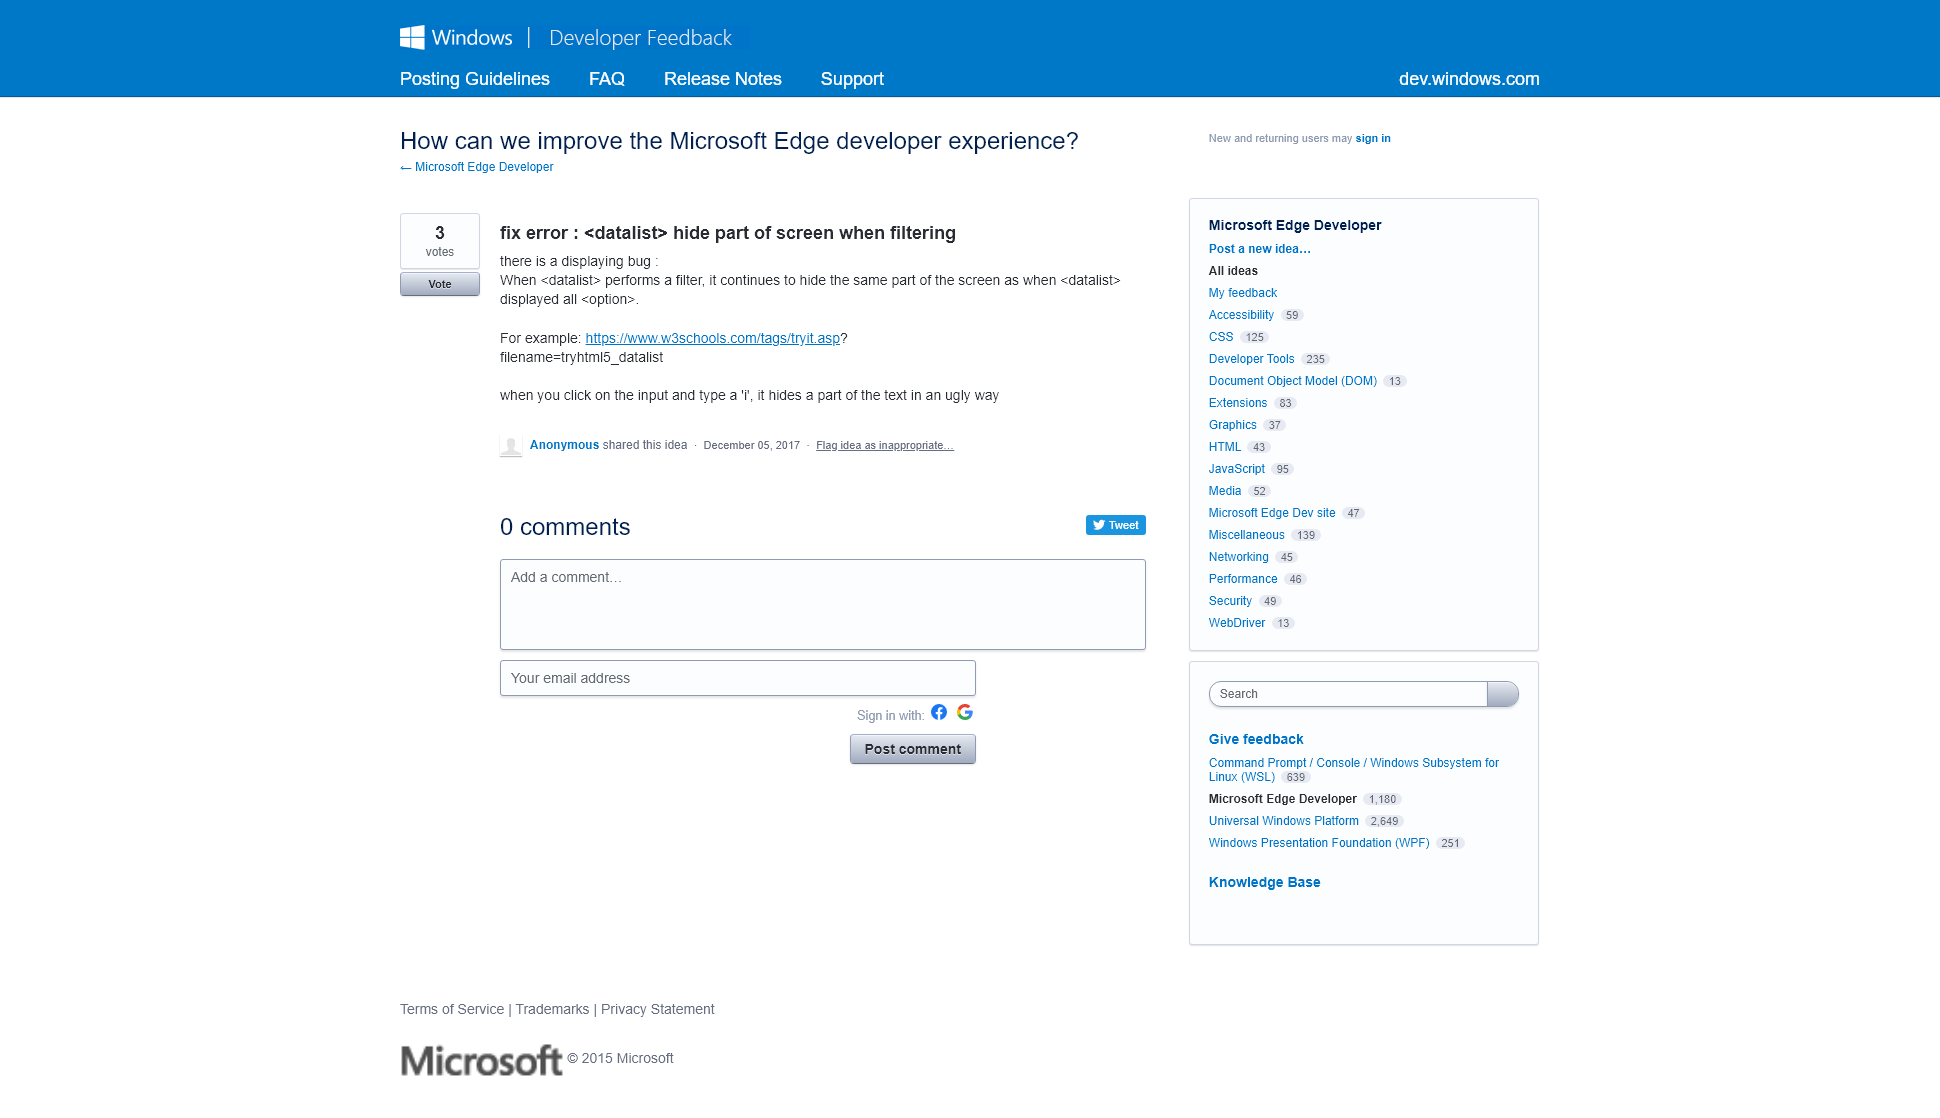 Windows | Developer Feedback
Posting Guidelines FAQ Release Notes Support dev.windows.com
How can we improve the Microsoft Edge developer experience?
← Microsoft Edge Developer
New and returning users may sign in
3
votes
Vote
fix error : <datalist> hide part of screen when filtering
there is a displaying bug :
When <datalist> performs a filter, it continues to hide the same part of the screen as when <datalist>
displayed all <option>.
For example: https://www.w3schools.com/tags/tryit.asp?
filename=tryhtml5_datalist
when you click on the input and type a 'i', it hides a part of the text in an ugly way
Anonymous shared this idea · December 05, 2017 · Flag idea as inappropriate…
0 comments
Tweet
Add a comment…
Your email address
Sign in with:
Post comment
Microsoft Edge Developer
Post a new idea…
All ideas
My feedback
Accessibility 59
CSS 125
Developer Tools 235
Document Object Model (DOM) 13
Extensions 83
Graphics 37
HTML 43
JavaScript 95
Media 52
Microsoft Edge Dev site 47
Miscellaneous 139
Networking 45
Performance 46
Security 49
WebDriver 13
Search
Give feedback
Command Prompt / Console / Windows Subsystem for
Linux (WSL) 639
Microsoft Edge Developer 1,180
Universal Windows Platform 2,649
Windows Presentation Foundation (WPF) 251
Knowledge Base
Terms of Service | Trademarks | Privacy Statement
Microsoft © 2015 Microsoft